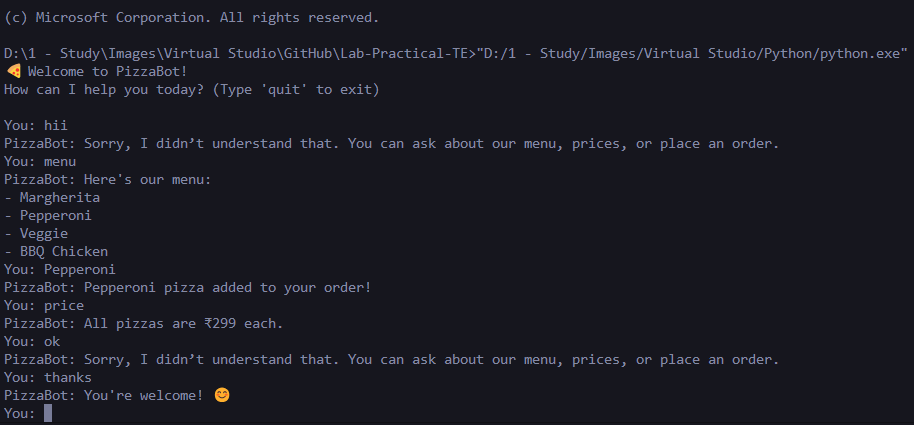 (c) Microsoft Corporation. All rights reserved.
D:\1 - Study\Images\Virtual Studio\GitHub\Lab-Practical-TE>"D:/1 - Study/Images/Virtual Studio/Python/python.exe"
🍕 Welcome to PizzaBot!
How can I help you today? (Type 'quit' to exit)
You: hii
PizzaBot: Sorry, I didn’t understand that. You can ask about our menu, prices, or place an order.
You: menu
PizzaBot: Here's our menu:
- Margherita
- Pepperoni
- Veggie
- BBQ Chicken
You: Pepperoni
PizzaBot: Pepperoni pizza added to your order!
You: price
PizzaBot: All pizzas are ₹299 each.
You: ok
PizzaBot: Sorry, I didn’t understand that. You can ask about our menu, prices, or place an order.
You: thanks
PizzaBot: You're welcome! 😊
You: